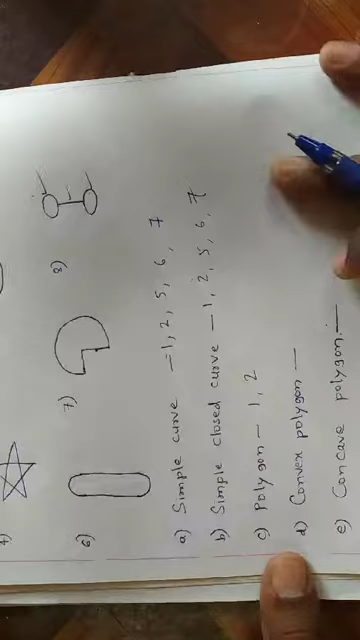 4)
6)
7)
8)
a) Simple curve — 1, 2, 5, 6, 7
b) Simple closed curve — 1, 2, 5, 6, 7
c) Polygon — 1, 2
d) Convex polygon —
e) Concave polygon. —